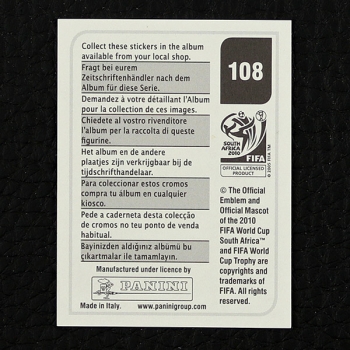 Collect these stickers in the album
available from your local shop.
Fragt bei eurem
Zeitschriftenhändler nach dem
Album für diese Serie.
Demandez à votre détaillant l'Album
pour la collection de ces images.
Chiedete al vostro rivenditore
l'album per la raccolta di queste
figurine.
Het album en de andere
plaatjes zijn verkrijgbaar bij de
tijdschrifthandelaar.
Para coleccionar estos cromos
compra tu álbum en cualquier
kiosco.
Pede a caderneta desta colecção
de cromos no teu ponto de venda
habitual.
Bayinizden aldığınız albümü bu
çıkartmalar ile tamamlayın.
Manufactured under licence by
PANINI
Made in Italy. www.paninigroup.com
108
SOUTH AFRICA
2010
FIFA
OFFICIAL LICENSED
PRODUCT
© 2005 FIFA TM
© The Official
Emblem and
Official Mascot
of the 2010
FIFA World Cup
South Africa™
and FIFA World
Cup Trophy are
copyrights and
trademarks of
FIFA. All rights
reserved.